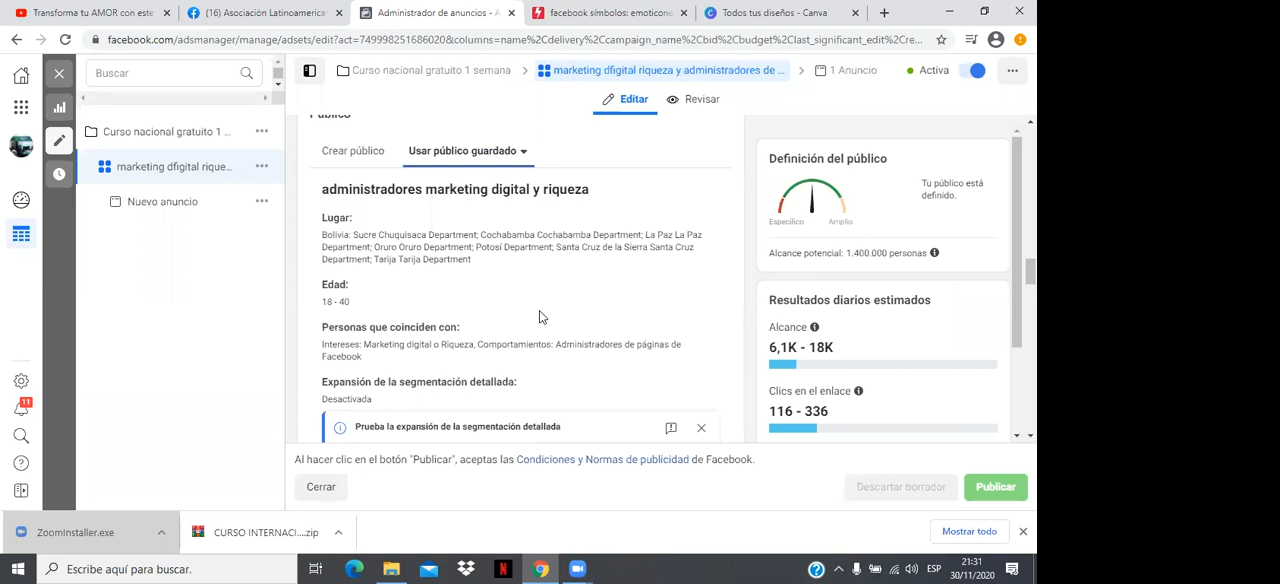 Transforma tu AMOR con este
(16) Asociación Latinoamerica
Administrador de anuncios - A
facebook símbolos: emoticone
Todos tus diseños - Canva
facebook.com/adsmanager/manage/adsets/edit?act=749998251686020&columns=name%2Cdelivery%2Ccampaign_name%2Cbid%2Cbudget%2Clast_significant_edit%2Cre...
Buscar
Curso nacional gratuito 1 semana
marketing dfigital riqueza y administradores de ...
1 Anuncio
Activa
Editar
Revisar
Curso nacional gratuito 1 ...
marketing dfigital rique...
Nuevo anuncio
Público
Crear público
Usar público guardado
administradores marketing digital y riqueza
Lugar:
Bolivia: Sucre Chuquisaca Department; Cochabamba Cochabamba Department; La Paz La Paz
Department; Oruro Oruro Department; Potosí Department; Santa Cruz de la Sierra Santa Cruz
Department; Tarija Tarija Department
Edad:
18 - 40
Personas que coinciden con:
Intereses: Marketing digital o Riqueza, Comportamientos: Administradores de páginas de
Facebook
Expansión de la segmentación detallada:
Desactivada
Prueba la expansión de la segmentación detallada
Definición del público
Tu público está
definido.
Específico
Amplio
Alcance potencial: 1.400.000 personas
Resultados diarios estimados
Alcance
6,1K - 18K
Clics en el enlace
116 - 336
11
Al hacer clic en el botón "Publicar", aceptas las Condiciones y Normas de publicidad de Facebook.
Cerrar
Descartar borrador
Publicar
ZoomInstaller.exe
CURSO INTERNACI....zip
Mostrar todo
Escribe aquí para buscar.
ESP
21:31
30/11/2020